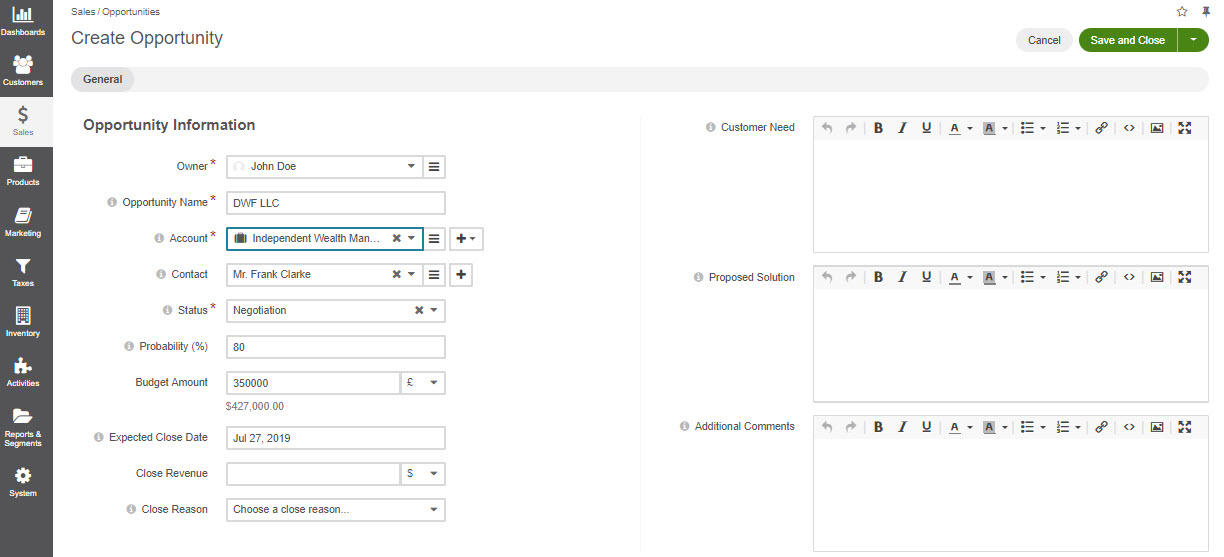 Sales / Opportunities
Create Opportunity
Cancel
Save and Close
General
Dashboards
Customers
Sales
Products
Marketing
Taxes
Inventory
Activities
Reports &
Segments
System
Opportunity Information
Owner * John Doe
Opportunity Name * DWF LLC
Account * Independent Wealth Man...
Contact Mr. Frank Clarke
Status * Negotiation
Probability (%) 80
Budget Amount 350000 £
$427,000.00
Expected Close Date Jul 27, 2019
Close Revenue $
Close Reason Choose a close reason...
Customer Need B I U A A
Proposed Solution B I U A A
Additional Comments B I U A A